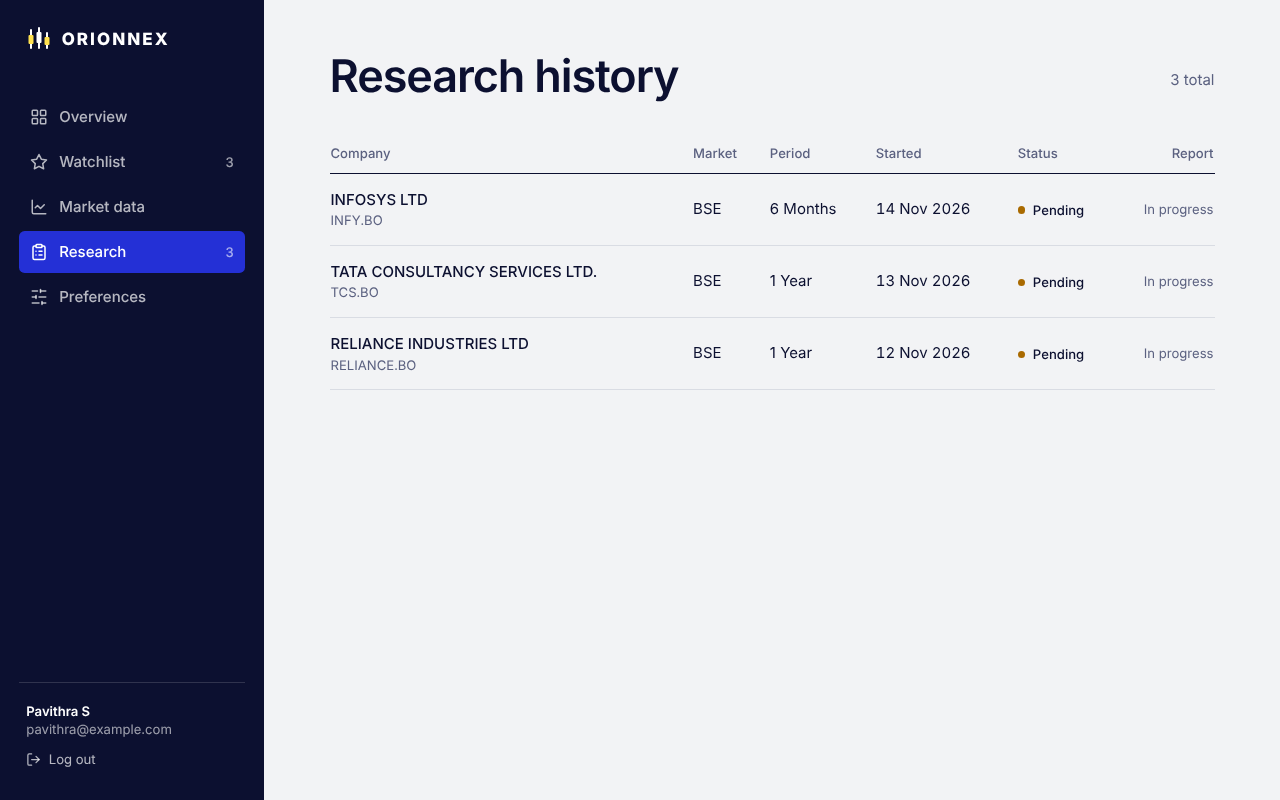 ORIONNEX
Overview
Watchlist 3
Market data
Research 3
Preferences
Pavithra S
pavithra@example.com
Log out
Research history
3 total
Company Market Period Started Status Report
INFOSYS LTD
INFY.BO
BSE 6 Months 14 Nov 2026 Pending In progress
TATA CONSULTANCY SERVICES LTD.
TCS.BO
BSE 1 Year 13 Nov 2026 Pending In progress
RELIANCE INDUSTRIES LTD
RELIANCE.BO
BSE 1 Year 12 Nov 2026 Pending In progress